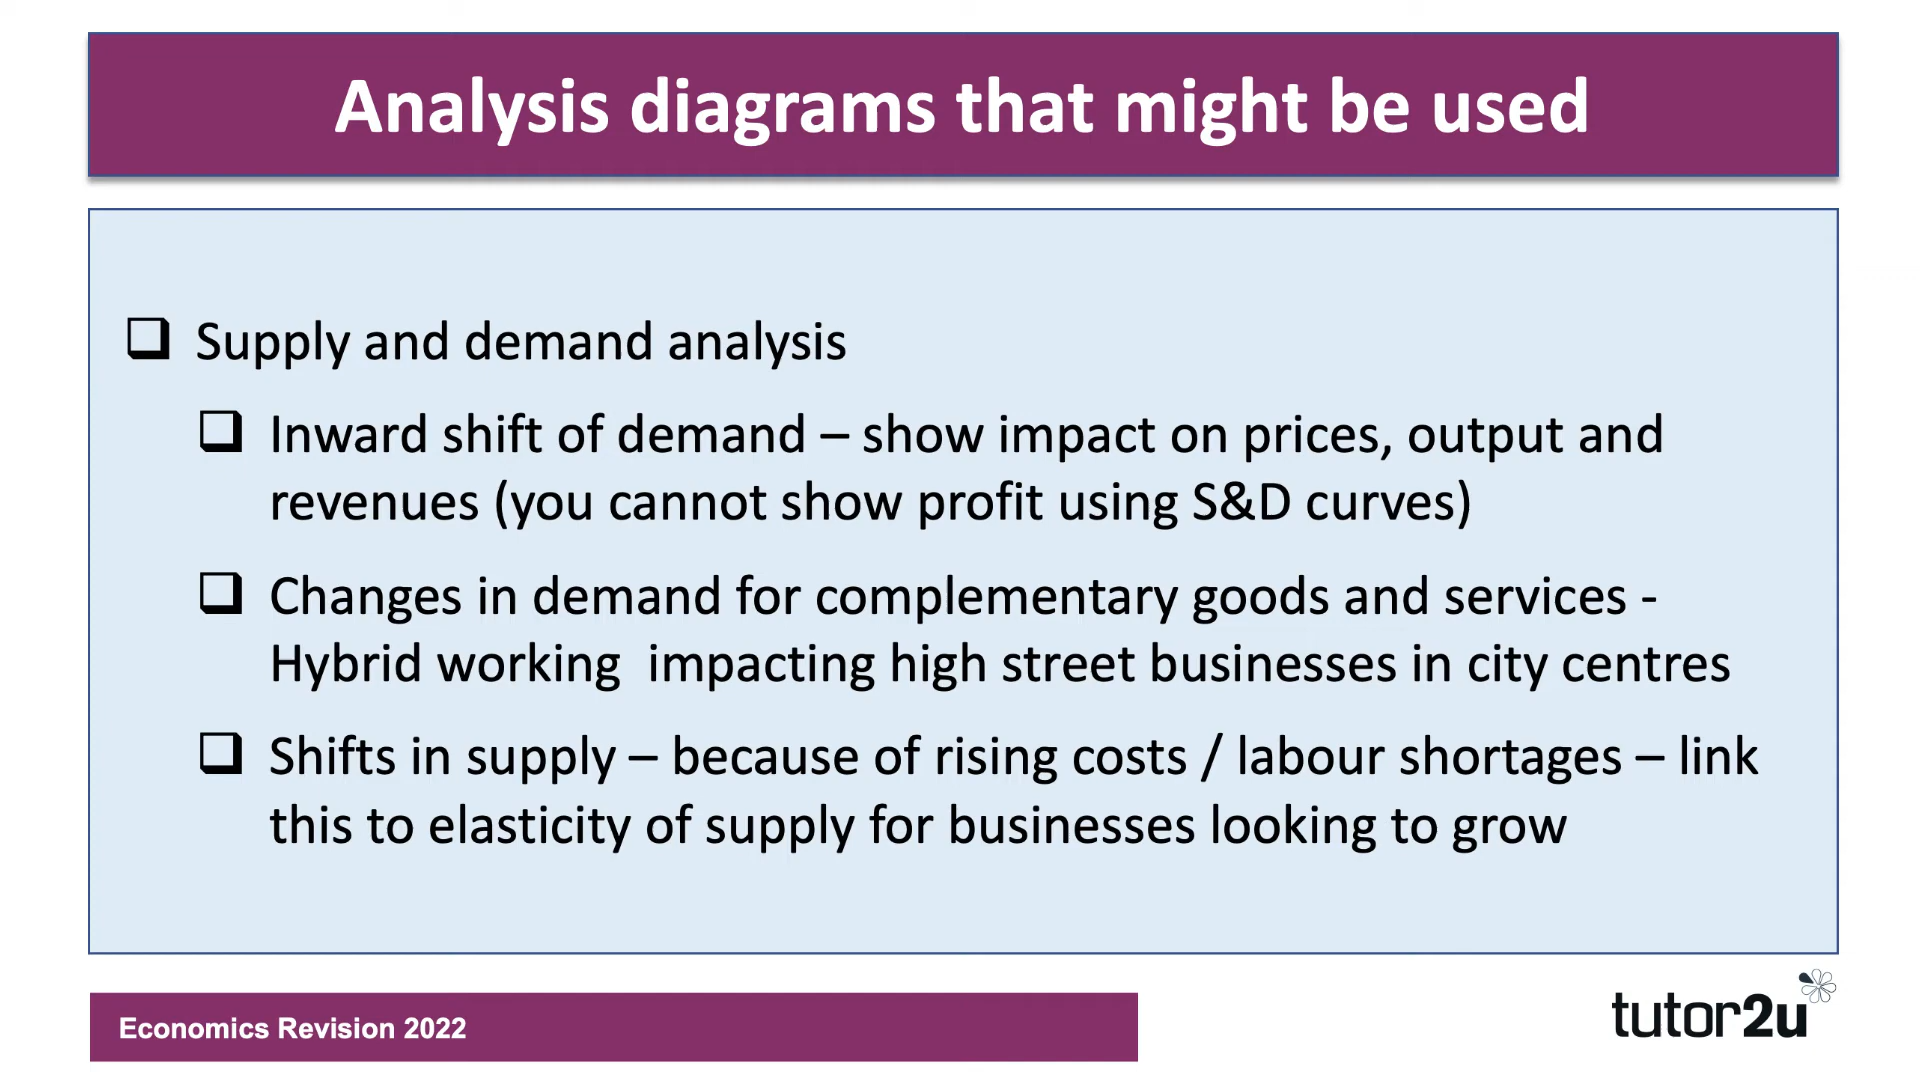 Analysis diagrams that might be used
Supply and demand analysis
Inward shift of demand – show impact on prices, output and
revenues (you cannot show profit using S&D curves)
Changes in demand for complementary goods and services -
Hybrid working  impacting high street businesses in city centres
Shifts in supply – because of rising costs / labour shortages – link
this to elasticity of supply for businesses looking to grow
Economics Revision 2022
tutor2u